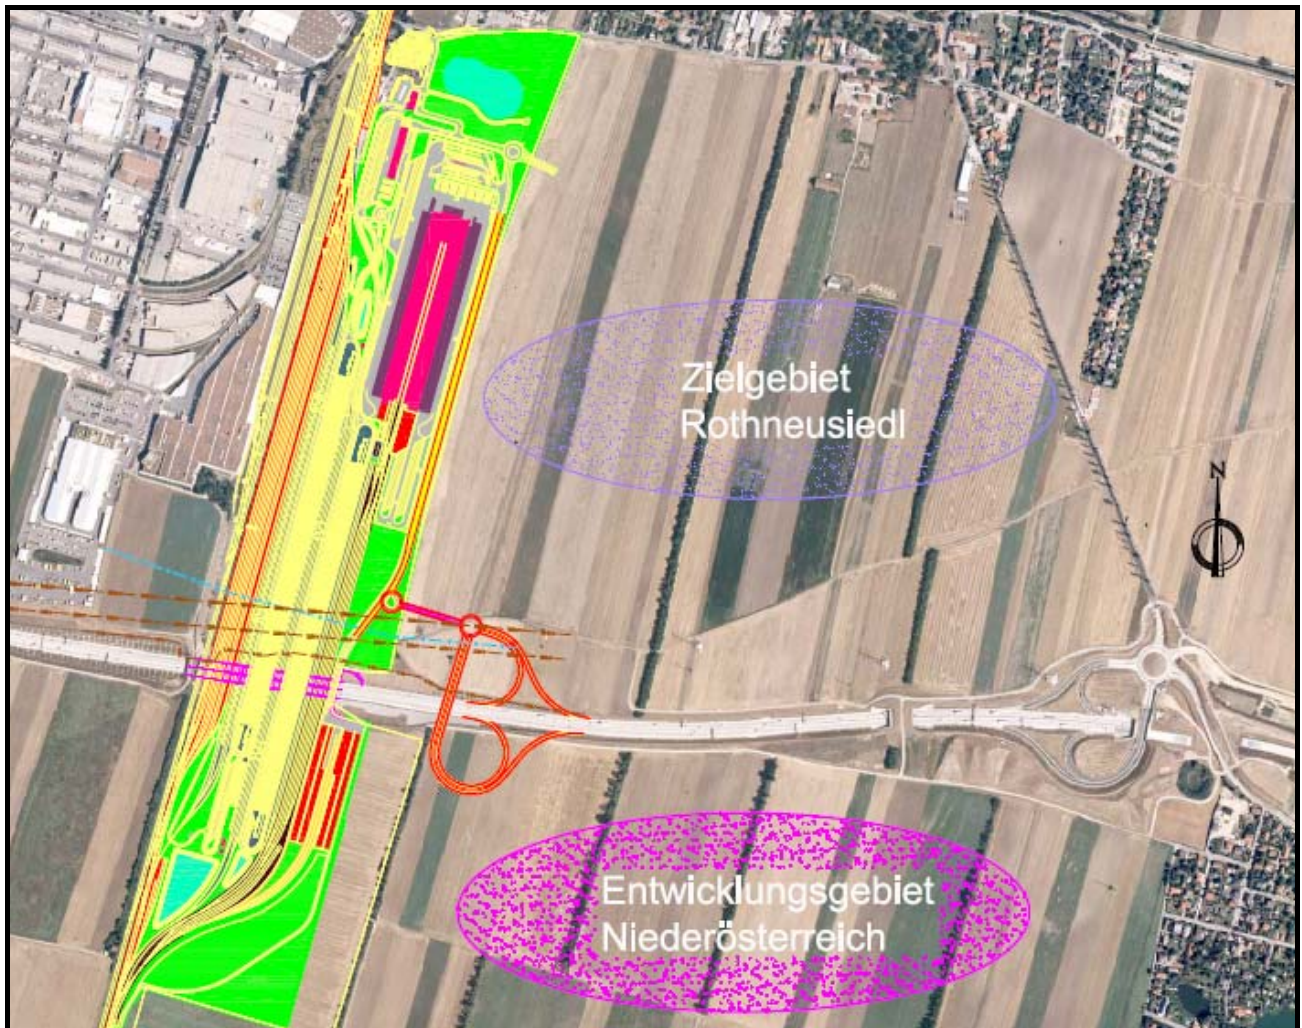 Zielgebiet
Rothneusiedl
N
Entwicklungsgebiet
Niederösterreich